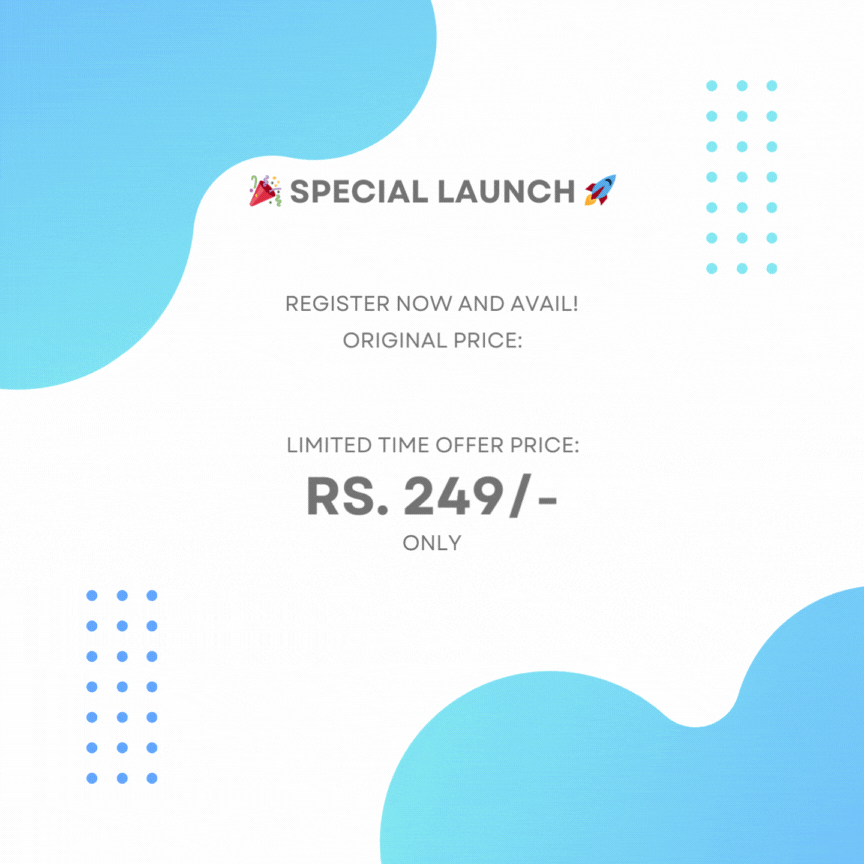 🎉 SPECIAL LAUNCH 🚀
REGISTER NOW AND AVAIL!
ORIGINAL PRICE:
LIMITED TIME OFFER PRICE:
RS. 249/-
ONLY